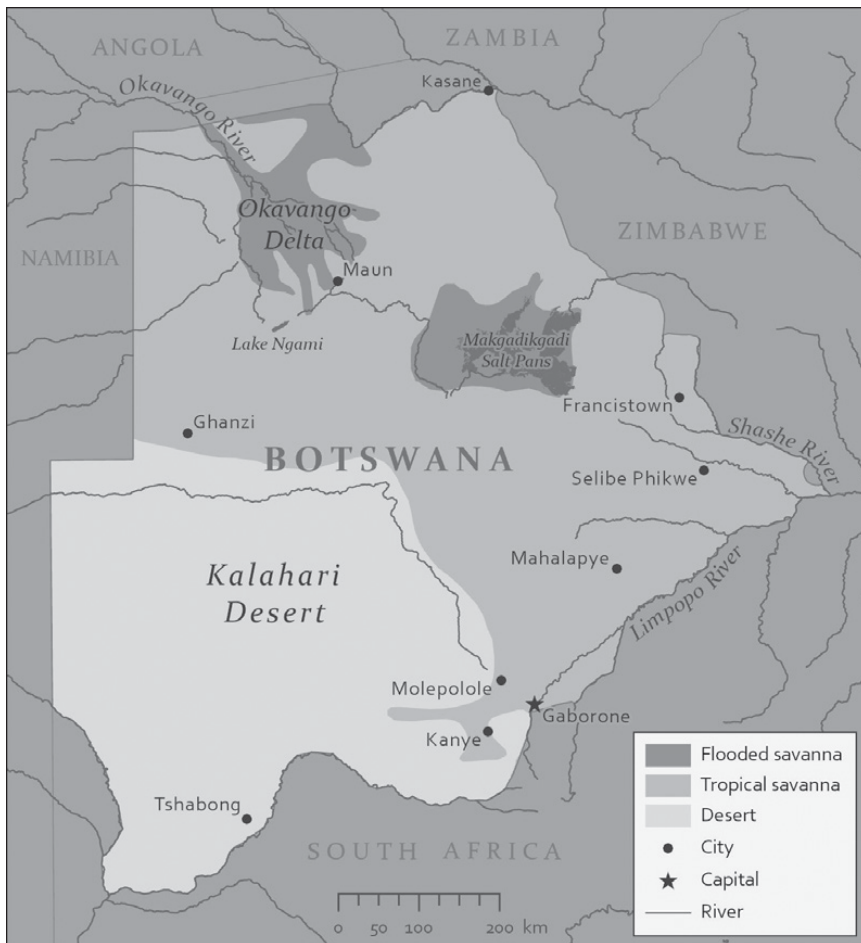 ANGOLA
ZAMBIA
Kasane
Okavango River
Okavango
Delta
ZIMBABWE
NAMIBIA
Maun
Lake Ngami
Makgadikgadi
Salt Pans
Francistown
Ghanzi
Shashe River
BOTSWANA
Selibe Phikwe
Kalahari
Desert
Mahalapye
Limpopo River
Molepolole
Gaborone
Kanye
Tshabong
SOUTH AFRICA
0 50 100 200 km
Flooded savanna
Tropical savanna
Desert
City
Capital
River